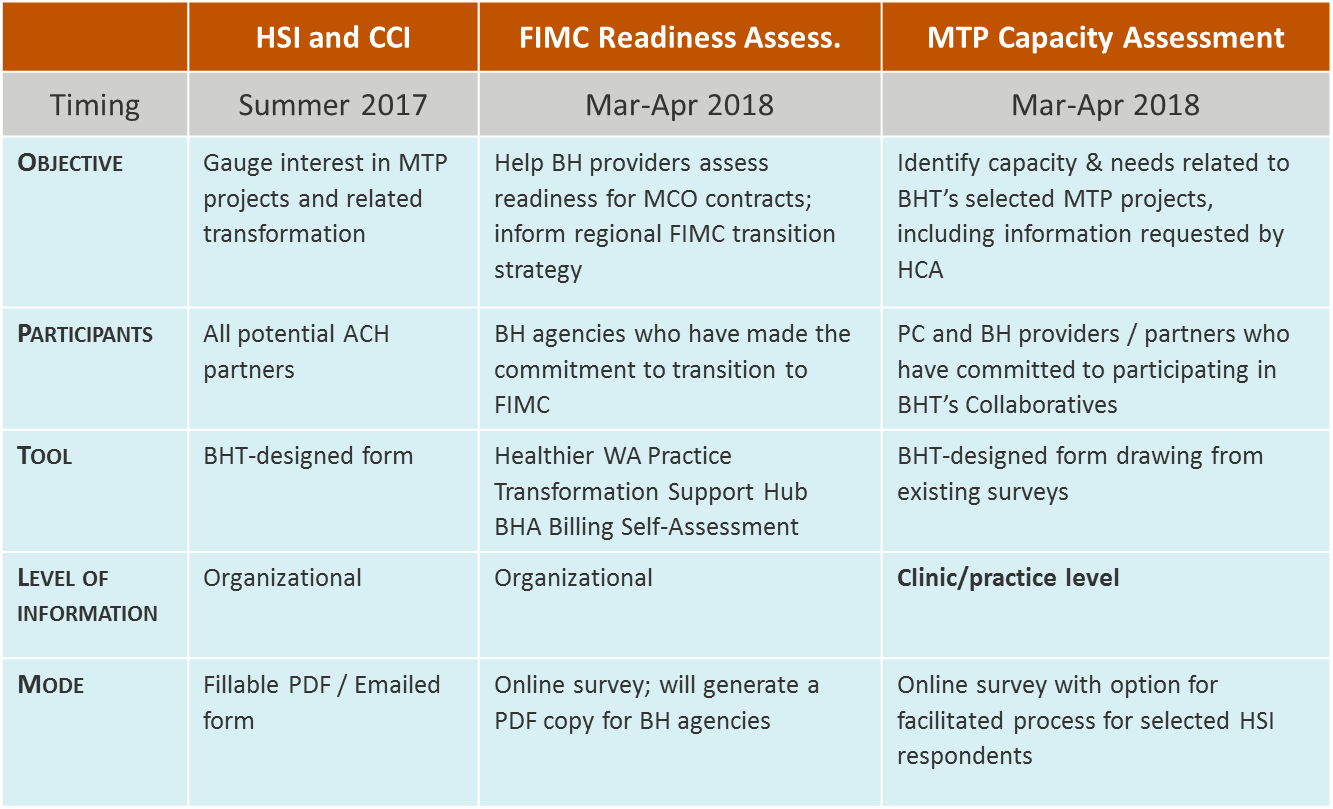 HSI and CCI
FIMC Readiness Assess.
MTP Capacity Assessment
Timing
Summer 2017
Mar-Apr 2018
Mar-Apr 2018
OBJECTIVE
Gauge interest in MTP
projects and related
transformation
Help BH providers assess
readiness for MCO contracts;
inform regional FIMC transition
strategy
Identify capacity & needs related to
BHT’s selected MTP projects,
including information requested by
HCA
PARTICIPANTS
All potential ACH
partners
BH agencies who have made the
commitment to transition to
FIMC
PC and BH providers / partners who
have committed to participating in
BHT’s Collaboratives
TOOL
BHT-designed form
Healthier WA Practice
Transformation Support Hub
BHA Billing Self-Assessment
BHT-designed form drawing from
existing surveys
LEVEL OF
INFORMATION
Organizational
Organizational
Clinic/practice level
MODE
Fillable PDF / Emailed
form
Online survey; will generate a
PDF copy for BH agencies
Online survey with option for
facilitated process for selected HSI
respondents